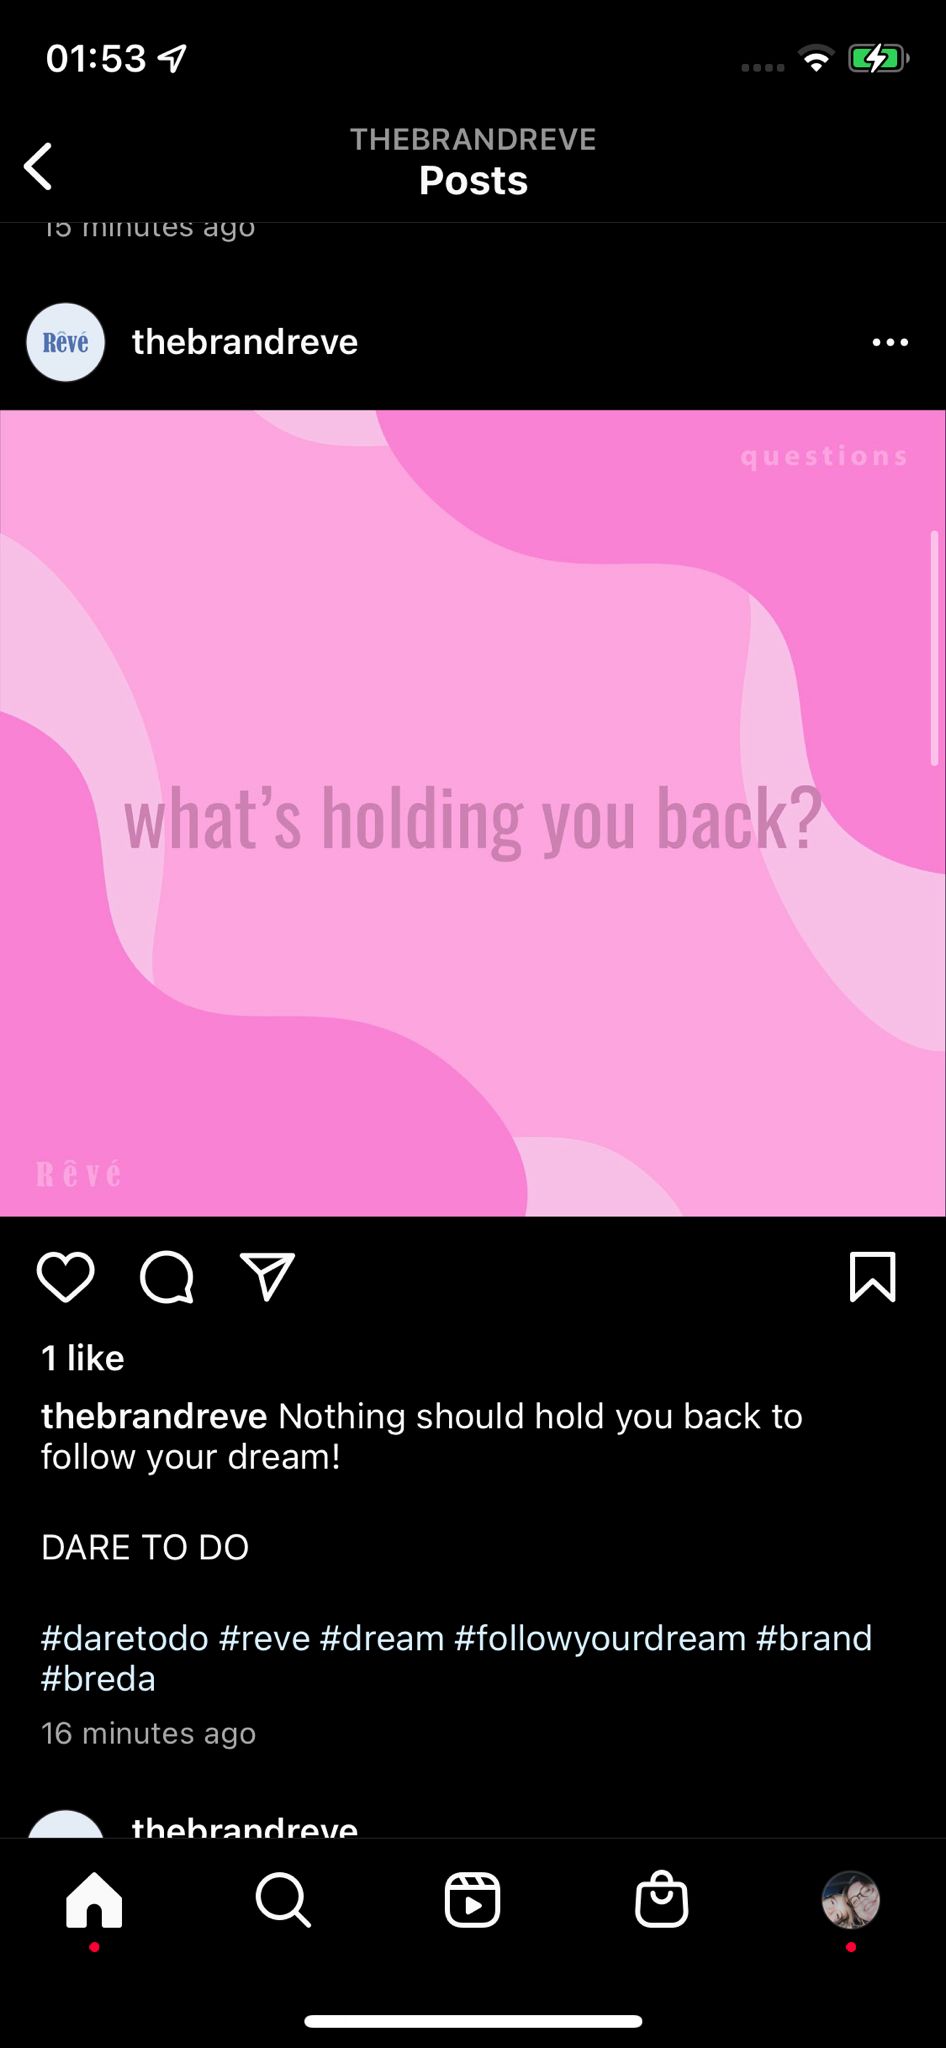 01:53
THEBRANDREVE
Posts
15 minutes ago
Rêvé
thebrandreve
questions
what's holding you back?
Rêvé
1 like
thebrandreve Nothing should hold you back to
follow your dream!
DARE TO DO
#daretodo #reve #dream #followyourdream #brand
#breda
16 minutes ago
thebrandreve